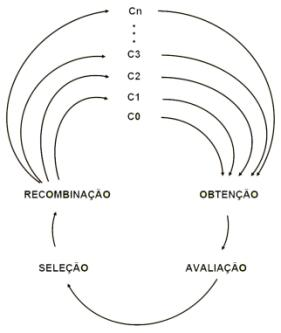 Cn
C3
C2
C1
C0
RECOMBINAÇÃO
OBTENÇÃO
SELEÇÃO
AVALIAÇÃO